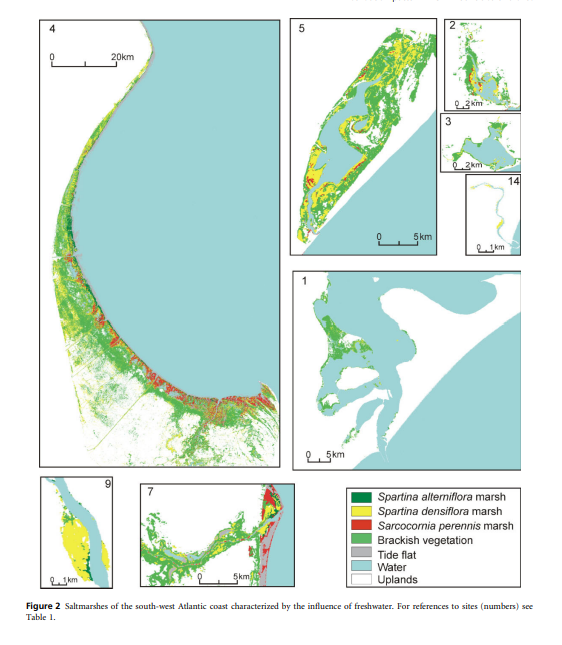 4
0 20km
5
0 5km
2
0 2km
3
0 2km
14
0 1km
1
0 5km
9
0 1km
7
0 5km
Spartina alterniflora marsh
Spartina densiflora marsh
Sarcocornia perennis marsh
Brackish vegetation
Tide flat
Water
Uplands
Figure 2 Saltmarshes of the south-west Atlantic coast characterized by the influence of freshwater. For references to sites (numbers) see
Table 1.